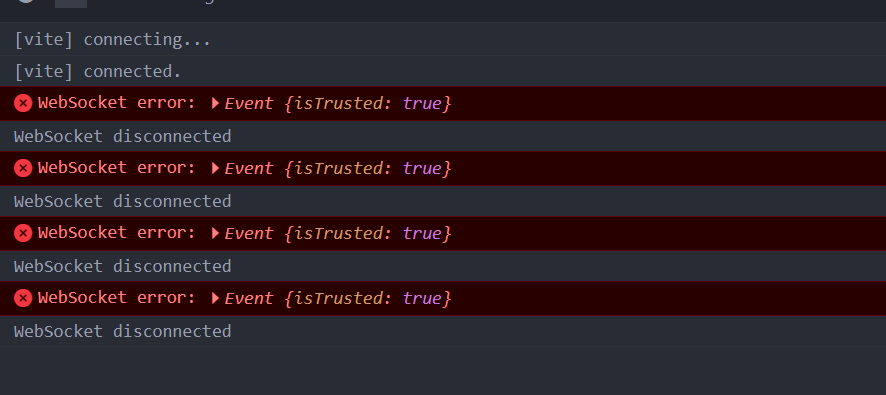 [vite] connecting...
[vite] connected.
WebSocket error: Event {isTrusted: true}
WebSocket disconnected
WebSocket error: Event {isTrusted: true}
WebSocket disconnected
WebSocket error: Event {isTrusted: true}
WebSocket disconnected
WebSocket error: Event {isTrusted: true}
WebSocket disconnected